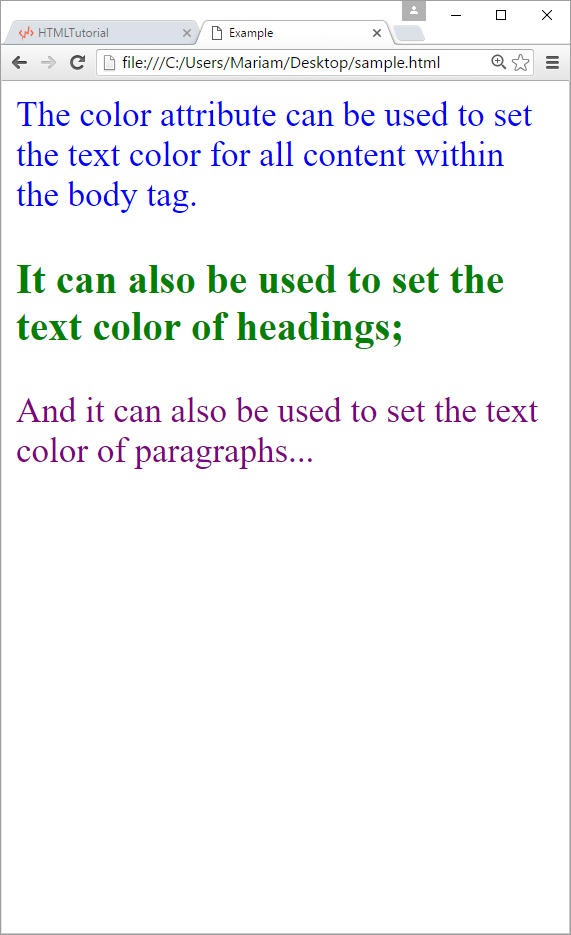 HTMLTutorial
Example
file:///C:/Users/Mariam/Desktop/sample.html
The color attribute can be used to set
the text color for all content within
the body tag.
It can also be used to set the
text color of headings;
And it can also be used to set the text
color of paragraphs...